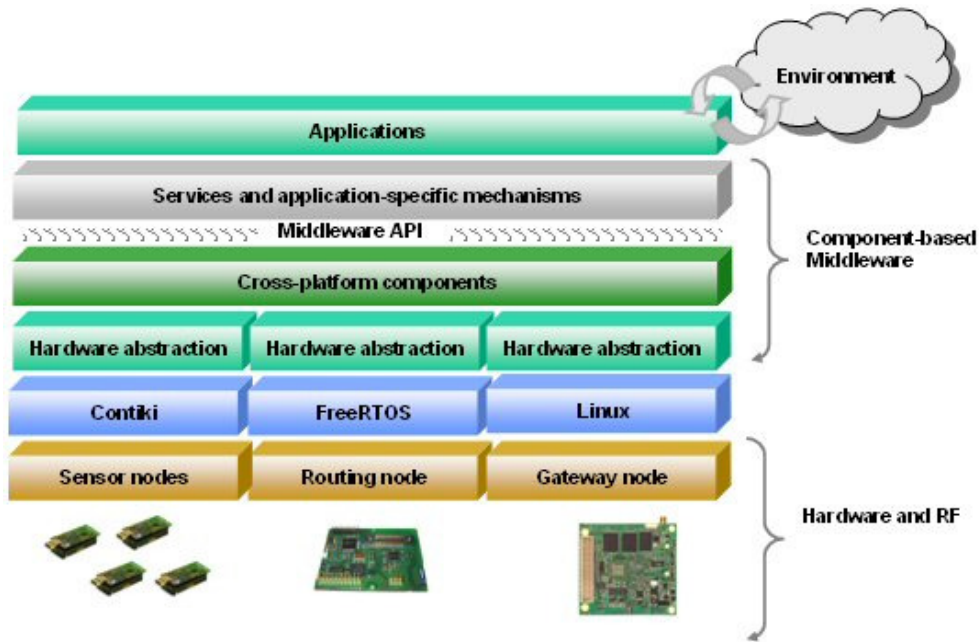 Environment
Applications
Services and application-specific mechanisms
Middleware API
Component-based
Middleware
Cross-platform components
Hardware abstraction Hardware abstraction Hardware abstraction
Contiki FreeRTOS Linux
Sensor nodes Routing node Gateway node
Hardware and RF